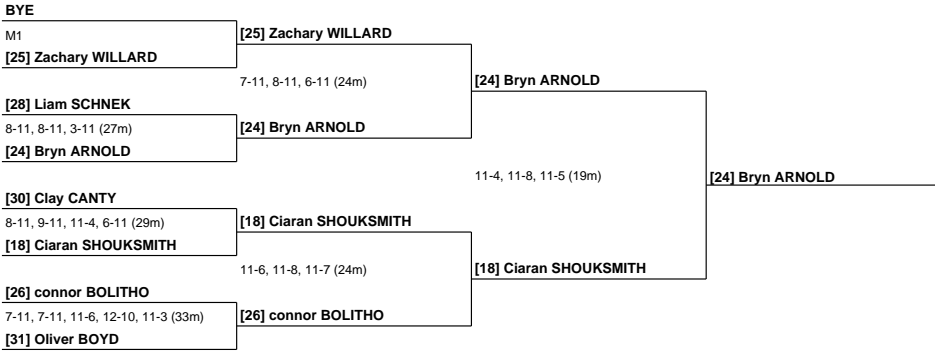 BYE
M1
[25] Zachary WILLARD
[25] Zachary WILLARD
7-11, 8-11, 6-11 (24m)
[28] Liam SCHNEK
8-11, 8-11, 3-11 (27m)
[24] Bryn ARNOLD
[24] Bryn ARNOLD
[24] Bryn ARNOLD
11-4, 11-8, 11-5 (19m)
[24] Bryn ARNOLD
[30] Clay CANTY
8-11, 9-11, 11-4, 6-11 (29m)
[18] Ciaran SHOUKSMITH
[18] Ciaran SHOUKSMITH
11-6, 11-8, 11-7 (24m)
[18] Ciaran SHOUKSMITH
[26] connor BOLITHO
7-11, 7-11, 11-6, 12-10, 11-3 (33m)
[26] connor BOLITHO
[31] Oliver BOYD